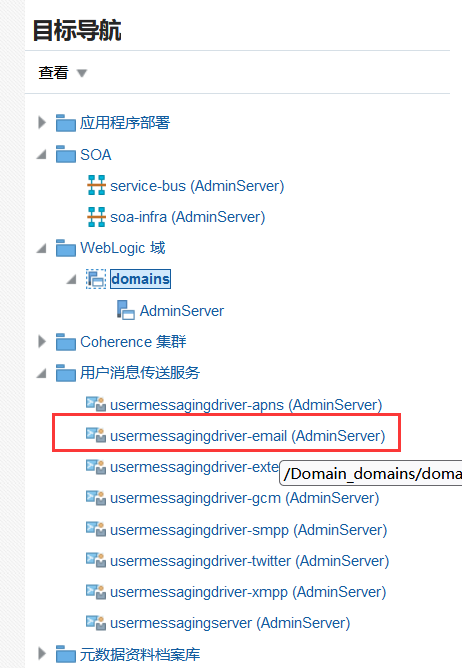 目标导航
查看
应用程序部署
SOA
service-bus (AdminServer)
soa-infra (AdminServer)
WebLogic 域
domains
AdminServer
Coherence 集群
用户消息传送服务
usermessagingdriver-apns (AdminServer)
usermessagingdriver-email (AdminServer)
usermessagingdriver-exte
/Domain_domains/doma
usermessagingdriver-gcm (AdminServer)
usermessagingdriver-smpp (AdminServer)
usermessagingdriver-twitter (AdminServer)
usermessagingdriver-xmpp (AdminServer)
usermessagingserver (AdminServer)
元数据资料档案库